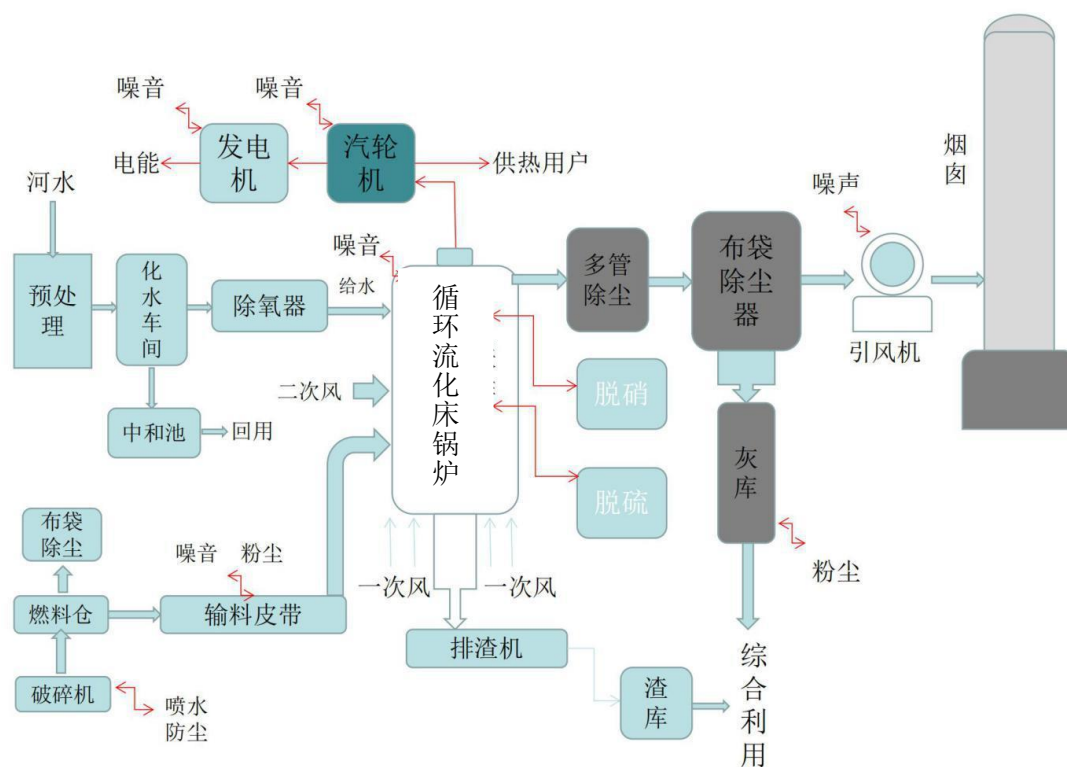 噪音
噪音
发电
机
汽轮
机
电能
供热用户
烟
囱
河水
噪声
噪音
预处
理
化
水
车
间
除氧器
给水
循
环
流
化
床
锅
炉
多管
除尘
布袋
除尘
器
引风机
二次风
脱硝
中和池
回用
灰
库
脱硫
布袋
除尘
噪音 粉尘
一次风
一次风
粉尘
燃料仓
输料皮带
排渣机
综
合
利
用
破碎机
喷水
防尘
渣
库